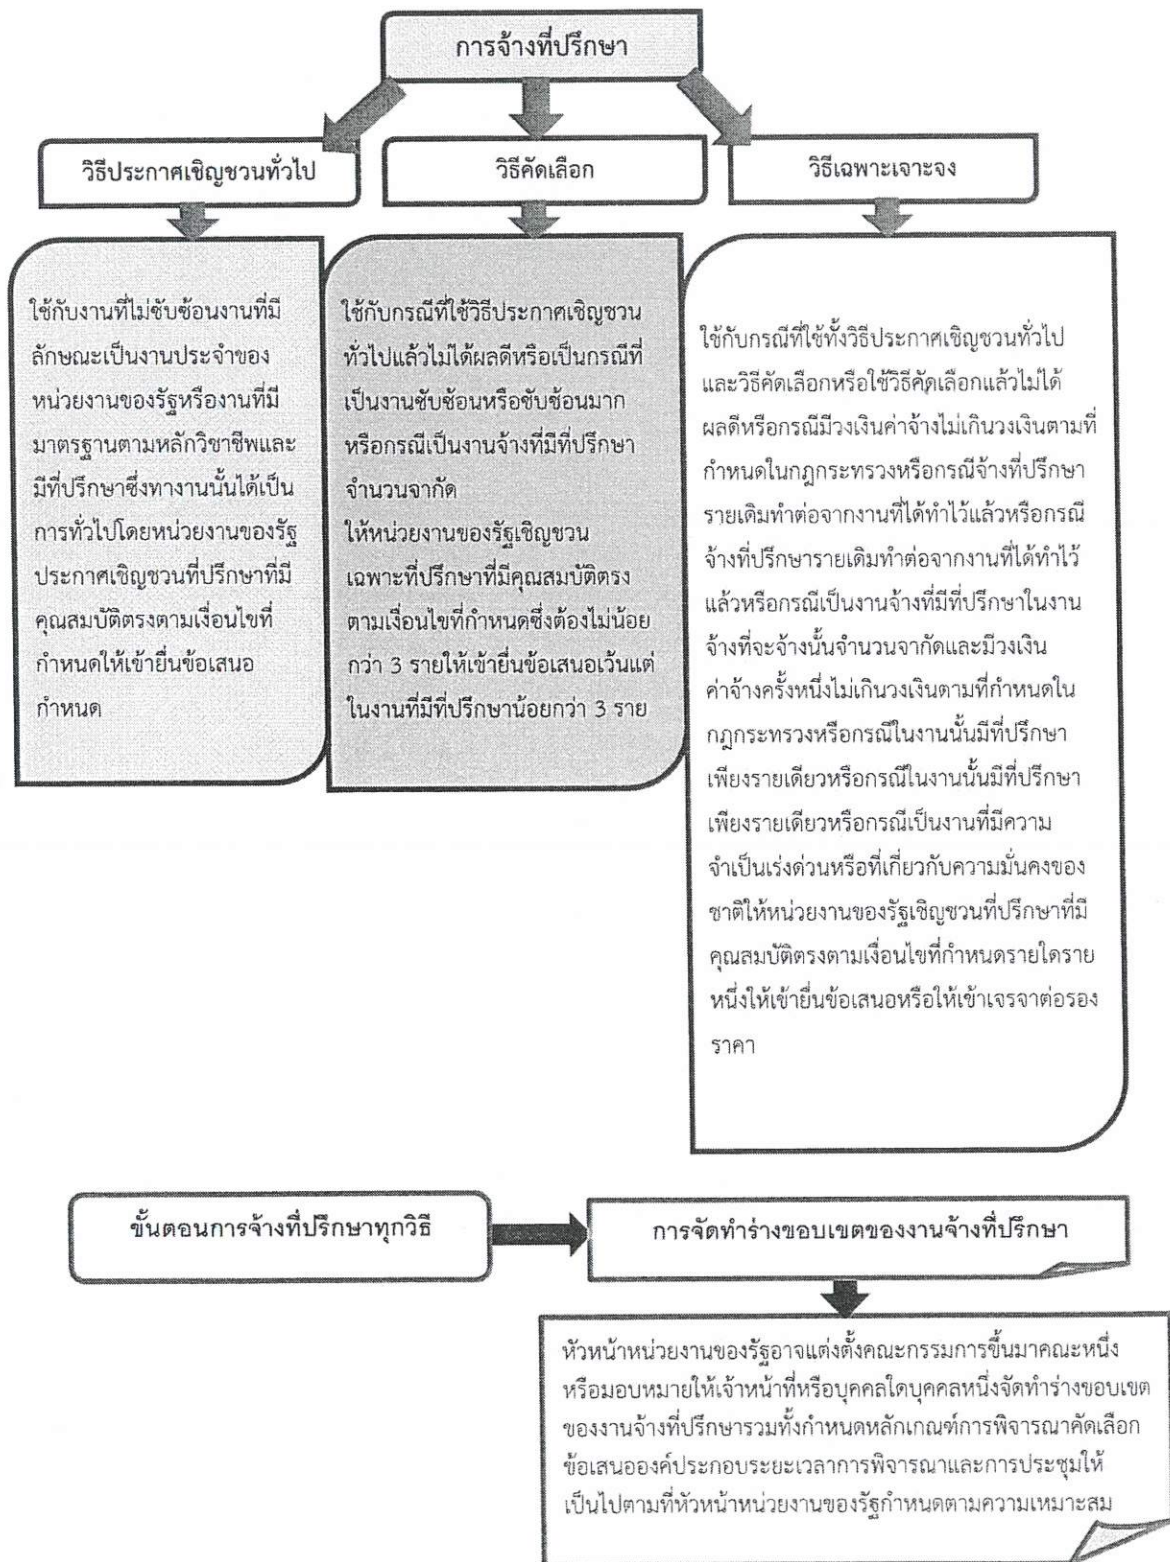 การจ้างที่ปรึกษา
วิธีประกาศเชิญชวนทั่วไป
วิธีคัดเลือก
วิธีเฉพาะเจาะจง
ใช้กับงานที่ไม่ซับซ้อนงานที่มี
ลักษณะเป็นงานประจำของ
หน่วยงานของรัฐหรืองานที่มี
มาตรฐานตามหลักวิชาชีพและ
มีที่ปรึกษาซึ่งทางานนั้นได้เป็น
การทั่วไปโดยหน่วยงานของรัฐ
ประกาศเชิญชวนที่ปรึกษาที่มี
คุณสมบัติตรงตามเงื่อนไขที่
กำหนดให้เข้ายื่นข้อเสนอ
กำหนด
ใช้กับกรณีที่ใช้วิธีประกาศเชิญชวน
ทั่วไปแล้วไม่ได้ผลดีหรือเป็นกรณีที่
เป็นงานซับซ้อนหรือซับซ้อนมาก
หรือกรณีเป็นงานจ้างที่มีที่ปรึกษา
จำนวนจากัด
ให้หน่วยงานของรัฐเชิญชวน
เฉพาะที่ปรึกษาที่มีคุณสมบัติตรง
ตามเงื่อนไขที่กำหนดซึ่งต้องไม่น้อย
กว่า 3 รายให้เข้ายื่นข้อเสนอเว้นแต่
ในงานที่มีที่ปรึกษาน้อยกว่า 3 ราย
ใช้กับกรณีที่ใช้ทั้งวิธีประกาศเชิญชวนทั่วไป
และวิธีคัดเลือกหรือใช้วิธีคัดเลือกแล้วไม่ได้
ผลดีหรือกรณีมีวงเงินค่าจ้างไม่เกินวงเงินตามที่
กำหนดในกฎกระทรวงหรือกรณีจ้างที่ปรึกษา
รายเดิมทำต่อจากงานที่ได้ทำไว้แล้วหรือกรณี
จ้างที่ปรึกษารายเดิมทำต่อจากงานที่ได้ทำไว้
แล้วหรือกรณีเป็นงานจ้างที่มีที่ปรึกษาในงาน
จ้างที่จะจ้างนั้นจำนวนจากัดและมีวงเงิน
ค่าจ้างครั้งหนึ่งไม่เกินวงเงินตามที่กำหนดใน
กฎกระทรวงหรือกรณีในงานนั้นมีที่ปรึกษา
เพียงรายเดียวหรือกรณีในงานนั้นมีที่ปรึกษา
เพียงรายเดียวหรือกรณีเป็นงานที่มีความ
จำเป็นเร่งด่วนหรือที่เกี่ยวกับความมั่นคงของ
ชาติให้หน่วยงานของรัฐเชิญชวนที่ปรึกษาที่มี
คุณสมบัติตรงตามเงื่อนไขที่กำหนดรายใดราย
หนึ่งให้เข้ายื่นข้อเสนอหรือให้เข้าเจรจาต่อรอง
ราคา
ขั้นตอนการจ้างที่ปรึกษาทุกวิธี
การจัดทำร่างขอบเขตของงานจ้างที่ปรึกษา
หัวหน้าหน่วยงานของรัฐอาจแต่งตั้งคณะกรรมการขึ้นมาคณะหนึ่ง
หรือมอบหมายให้เจ้าหน้าที่หรือบุคคลใดบุคคลหนึ่งจัดทำร่างขอบเขต
ของงานจ้างที่ปรึกษารวมทั้งกำหนดหลักเกณฑ์การพิจารณาคัดเลือก
ข้อเสนอองค์ประกอบระยะเวลาการพิจารณาและการประชุมให้
เป็นไปตามที่หัวหน้าหน่วยงานของรัฐกำหนดตามความเหมาะสม